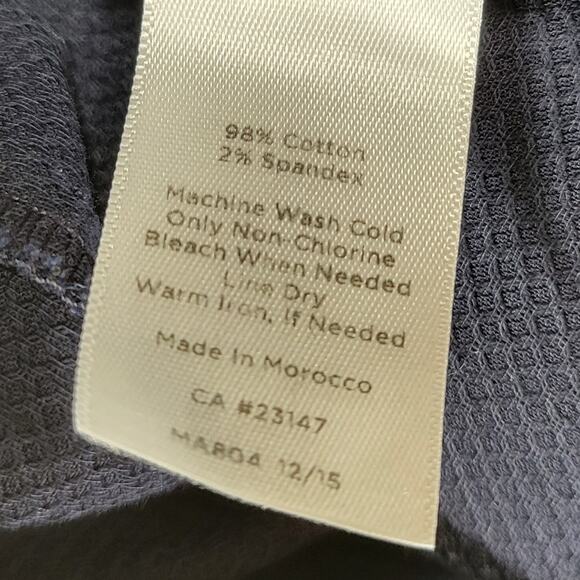 98% Cotton
2% Spandex
Machine Wash Cold
Only Non-Chlorine
Bleach When Needed
Line Dry
Warm Iron, If Needed
Made In Morocco
CA #23147
MA804 12/15